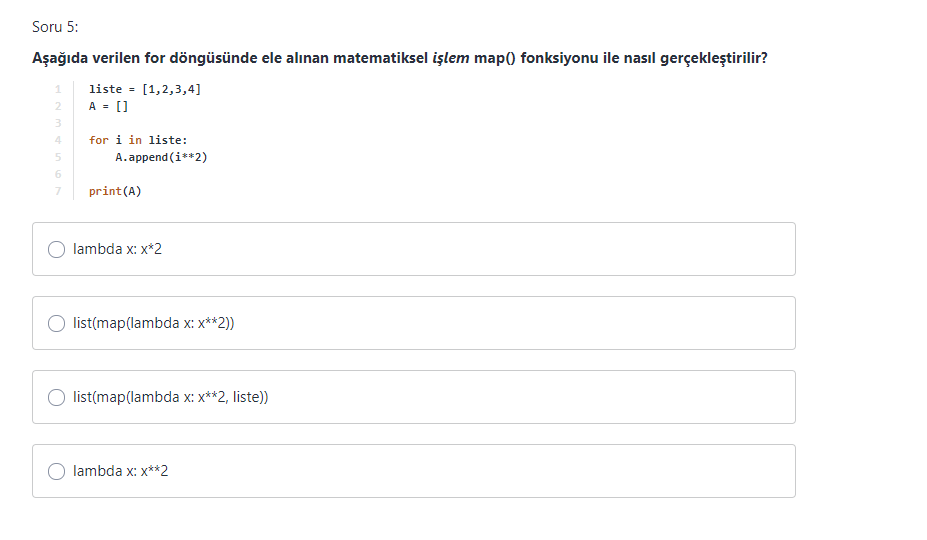 Soru 5:
Aşağıda verilen for döngüsünde ele alınan matematiksel işlem map() fonksiyonu ile nasıl gerçekleştirilir?
1 liste = [1,2,3,4]
2 A = []
3
4 for i in liste:
5 A.append(i**2)
6
7 print(A)
lambda x: x*2
list(map(lambda x: x**2))
list(map(lambda x: x**2, liste))
lambda x: x**2